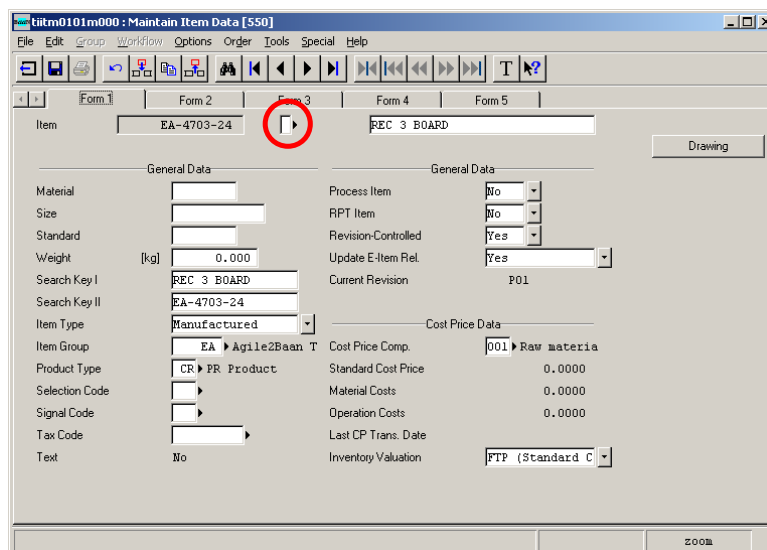 tiitm0101m000 : Maintain Item Data [550]
File Edit Group Workflow Options Order Tools Special Help
T
Form 1 Form 2 Form 3 Form 4 Form 5
Item EA-4703-24 REC 3 BOARD
Drawing
General Data General Data
Material Process Item No
Size RPT Item No
Standard Revision-Controlled Yes
Weight [kg] 0.000 Update E-Item Rel. Yes
Search Key I REC 3 BOARD Current Revision P01
Search Key II EA-4703-24
Item Type Manufactured Cost Price Data
Item Group EA Agile2Baan T Cost Price Comp. 001 Raw materia
Product Type CR PR Product Standard Cost Price 0.0000
Selection Code Material Costs 0.0000
Signal Code Operation Costs 0.0000
Tax Code Last CP Trans. Date
Text No Inventory Valuation FTP (Standard C
zoom